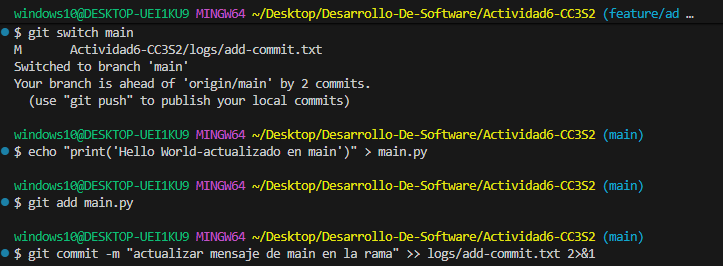 windows10@DESKTOP-UEI1KU9 MINGW64 ~/Desktop/Desarrollo-De-Software/Actividad6-CC3S2 (feature/ad …
$ git switch main
M       Actividad6-CC3S2/logs/add-commit.txt
Switched to branch 'main'
Your branch is ahead of 'origin/main' by 2 commits.
  (use "git push" to publish your local commits)
windows10@DESKTOP-UEI1KU9 MINGW64 ~/Desktop/Desarrollo-De-Software/Actividad6-CC3S2 (main)
$ echo "print('Hello World-actualizado en main')" > main.py
windows10@DESKTOP-UEI1KU9 MINGW64 ~/Desktop/Desarrollo-De-Software/Actividad6-CC3S2 (main)
$ git add main.py
windows10@DESKTOP-UEI1KU9 MINGW64 ~/Desktop/Desarrollo-De-Software/Actividad6-CC3S2 (main)
$ git commit -m "actualizar mensaje de main en la rama" >> logs/add-commit.txt 2>&1